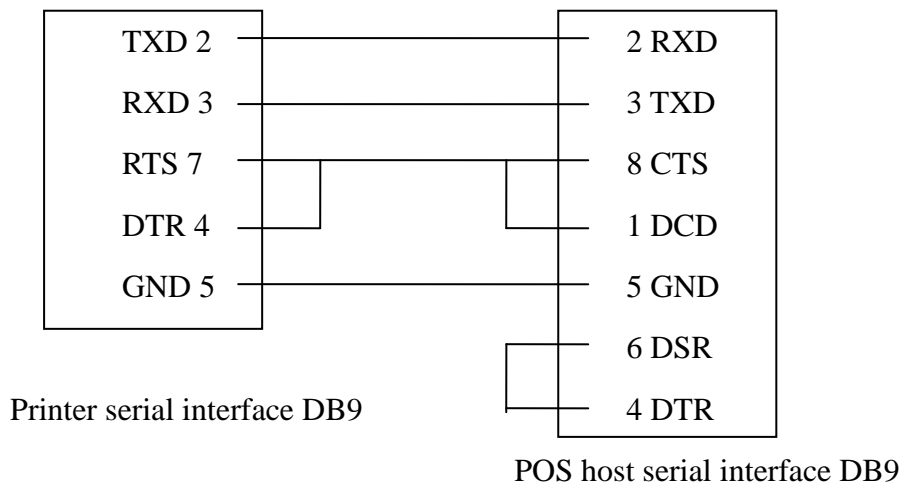 TXD 2
RXD 3
RTS 7
DTR 4
GND 5
Printer serial interface DB9
2 RXD
3 TXD
8 CTS
1 DCD
5 GND
6 DSR
4 DTR
POS host serial interface DB9